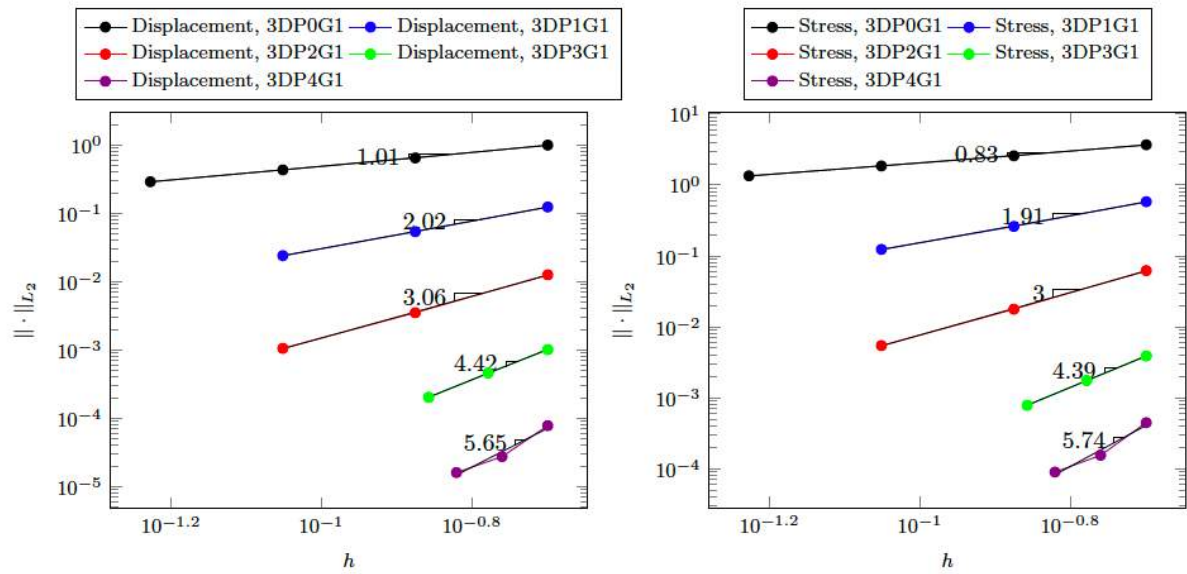 Displacement, 3DP0G1 Displacement, 3DP1G1
Displacement, 3DP2G1 Displacement, 3DP3G1
Displacement, 3DP4G1
10^0
10^{-1}
10^{-2}
10^{-3}
10^{-4}
10^{-5}
|| · ||_{L_2}
1.01
2.02
3.06
4.42
5.65
10^{-1.2} 10^{-1} 10^{-0.8}
h
Stress, 3DP0G1 Stress, 3DP1G1
Stress, 3DP2G1 Stress, 3DP3G1
Stress, 3DP4G1
10^1
10^0
10^{-1}
10^{-2}
10^{-3}
10^{-4}
|| · ||_{L_2}
0.83
1.91
3
4.39
5.74
10^{-1.2} 10^{-1} 10^{-0.8}
h